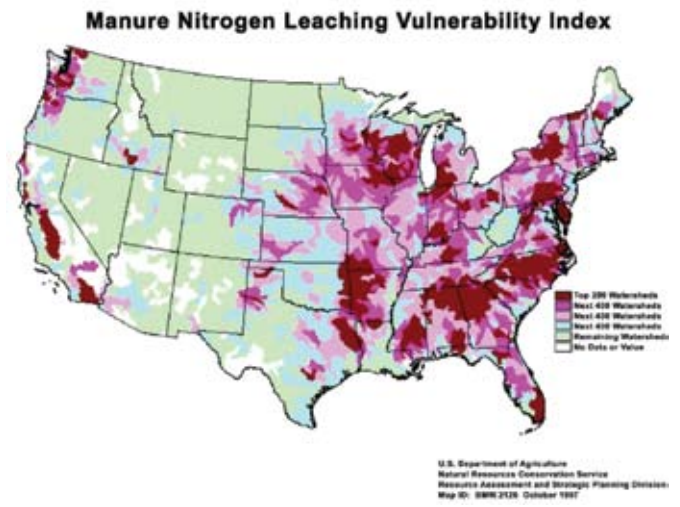 Manure Nitrogen Leaching Vulnerability Index
Top 200 Watersheds
Next 400 Watersheds
Next 400 Watersheds
Next 400 Watersheds
Remaining Watersheds
No Data or Value
U.S. Department of Agriculture
Natural Resources Conservation Service
Resource Assessment and Strategic Planning Division
Map ID: October 1997